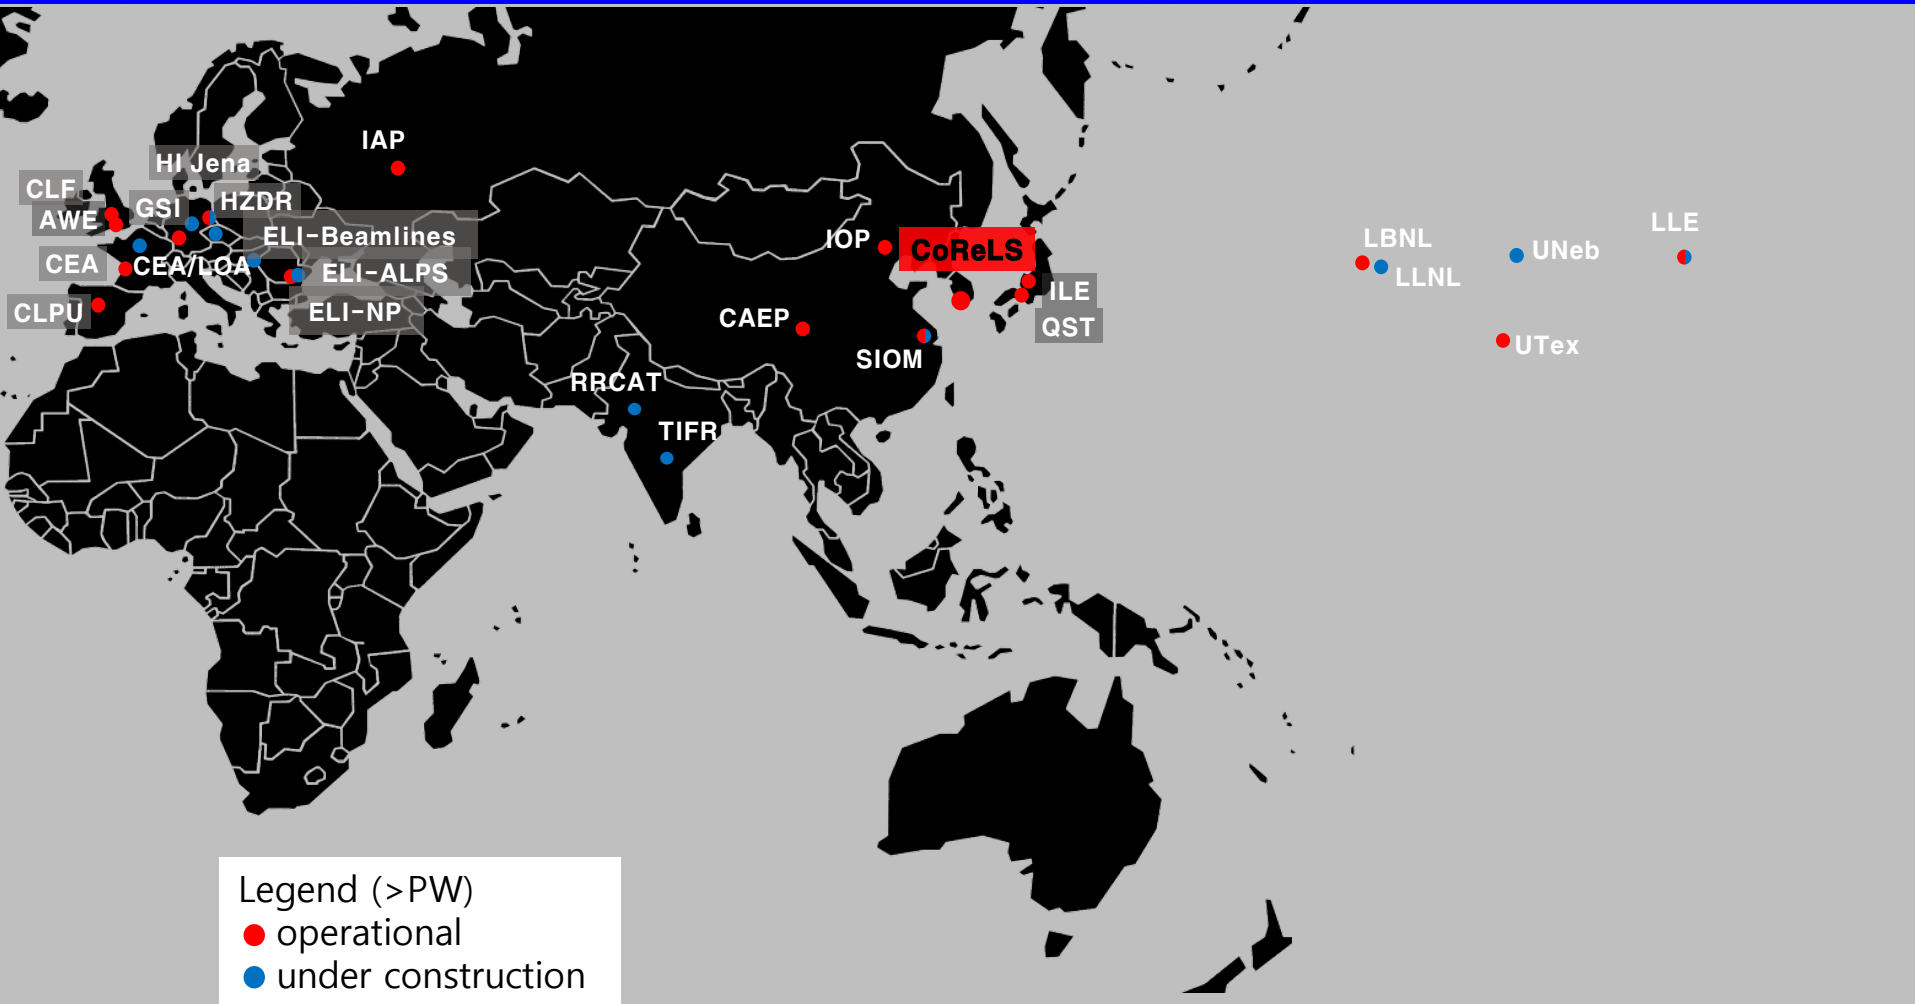 IAP
HI Jena
CLF
HZDR
GSI
AWE
LLE
ELI-Beamlines
IOP
CoReLS
LBNL
UNeb
CEA
CEA/LOA
ELI-ALPS
LLNL
ILE
CLPU
ELI-NP
CAEP
QST
UTex
SIOM
RRCAT
TIFR
Legend (>PW)
operational
under construction